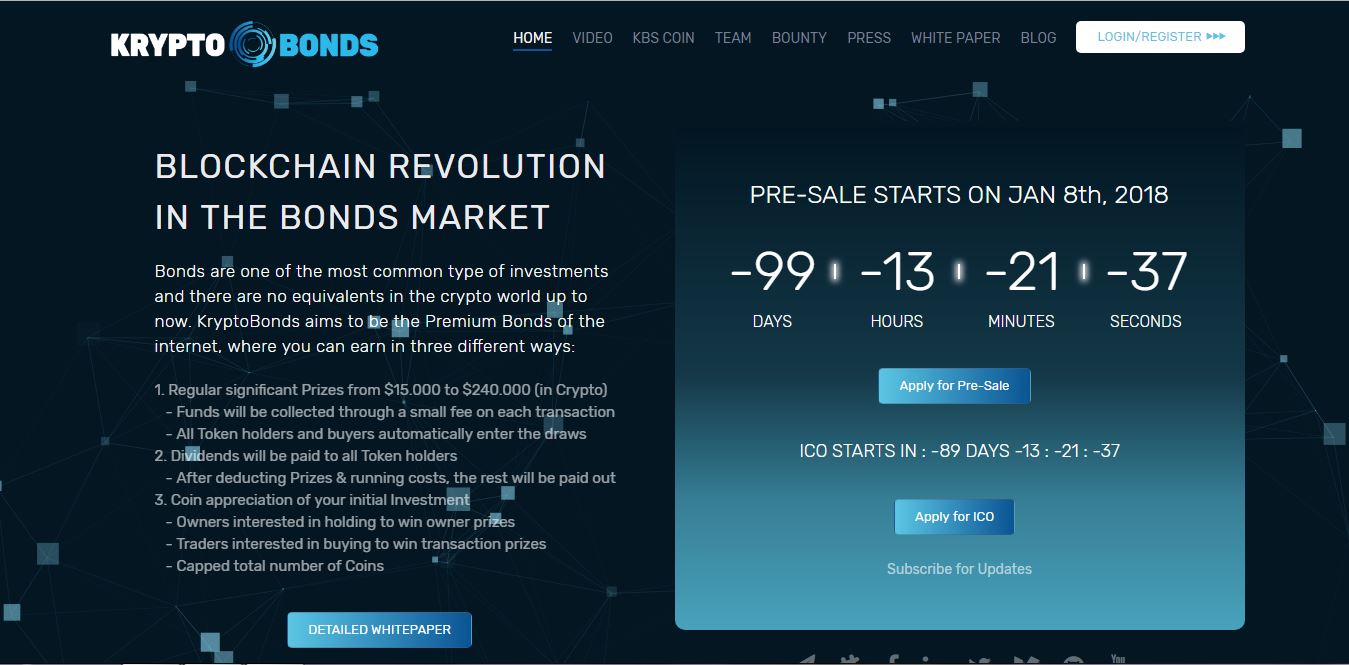 KRYPTO BONDS
HOME VIDEO KBS COIN TEAM BOUNTY PRESS WHITE PAPER BLOG LOGIN/REGISTER
BLOCKCHAIN REVOLUTION
IN THE BONDS MARKET
Bonds are one of the most common type of investments
and there are no equivalents in the crypto world up to
now. KryptoBonds aims to be the Premium Bonds of the
internet, where you can earn in three different ways:
1. Regular significant Prizes from $15.000 to $240.000 (in Crypto)
- Funds will be collected through a small fee on each transaction
- All Token holders and buyers automatically enter the draws
2. Dividends will be paid to all Token holders
- After deducting Prizes & running costs, the rest will be paid out
3. Coin appreciation of your initial Investment
- Owners interested in holding to win owner prizes
- Traders interested in buying to win transaction prizes
- Capped total number of Coins
DETAILED WHITEPAPER
PRE-SALE STARTS ON JAN 8th, 2018
-99 -13 -21 -37
DAYS HOURS MINUTES SECONDS
Apply for Pre-Sale
ICO STARTS IN : -89 DAYS -13 : -21 : -37
Apply for ICO
Subscribe for Updates
You